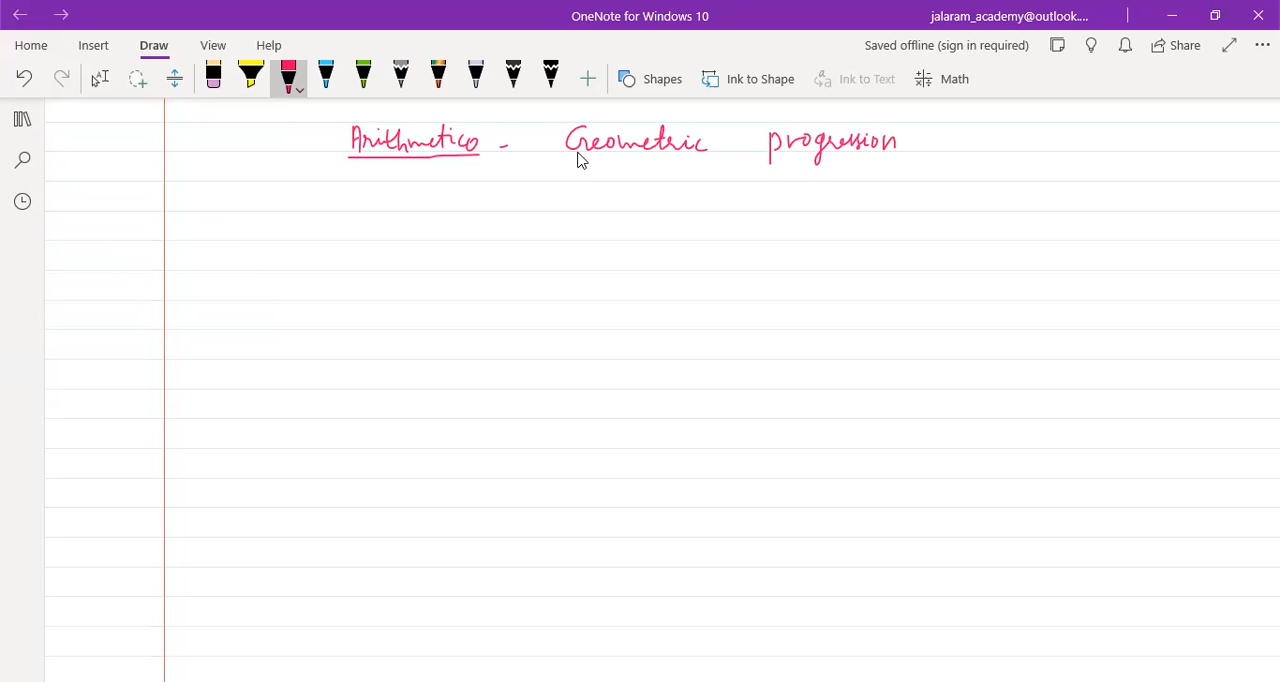 OneNote for Windows 10
jalaram_academy@outlook....
Home Insert Draw View Help
Saved offline (sign in required) Share
Shapes Ink to Shape Ink to Text Math
Arithmetico - Geometric progression